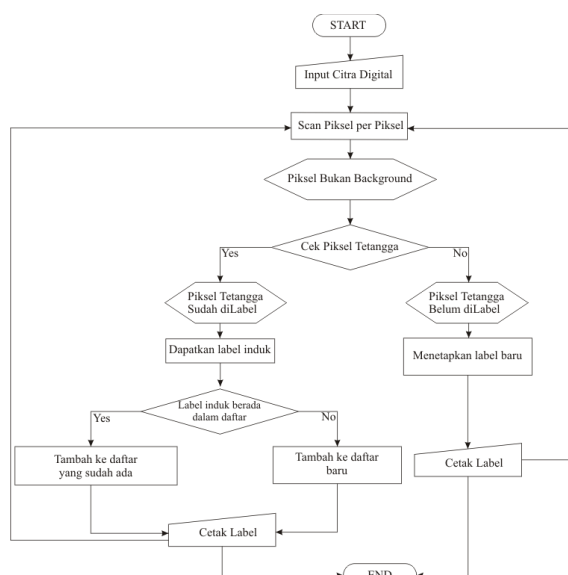 START
Input Citra Digital
Scan Piksel per Piksel
Piksel Bukan Background
Cek Piksel Tetangga
Yes
No
Piksel Tetangga
Sudah diLabel
Piksel Tetangga
Belum diLabel
Dapatkan label induk
Menetapkan label baru
Label induk berada
dalam daftar
Yes
No
Tambah ke daftar
yang sudah ada
Tambah ke daftar
baru
Cetak Label
Cetak Label
END